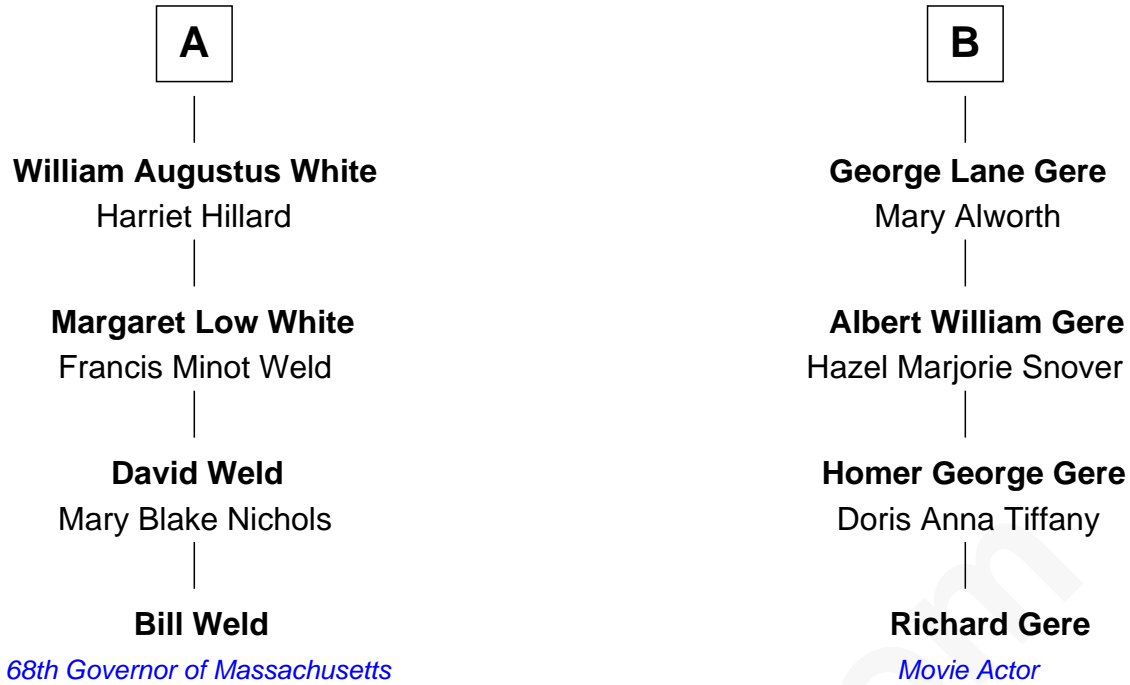 A
William Augustus White
Harriet Hillard
Margaret Low White
Francis Minot Weld
David Weld
Mary Blake Nichols
Bill Weld
68th Governor of Massachusetts
B
George Lane Gere
Mary Alworth
Albert William Gere
Hazel Marjorie Snover
Homer George Gere
Doris Anna Tiffany
Richard Gere
Movie Actor